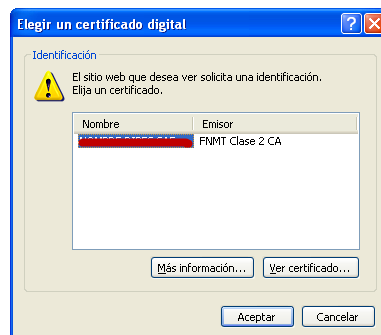 Elegir un certificado digital
Identificación
El sitio web que desea ver solicita una identificación.
Elija un certificado.
Nombre Emisor
FNMT Clase 2 CA
Más información... Ver certificado...
Aceptar Cancelar